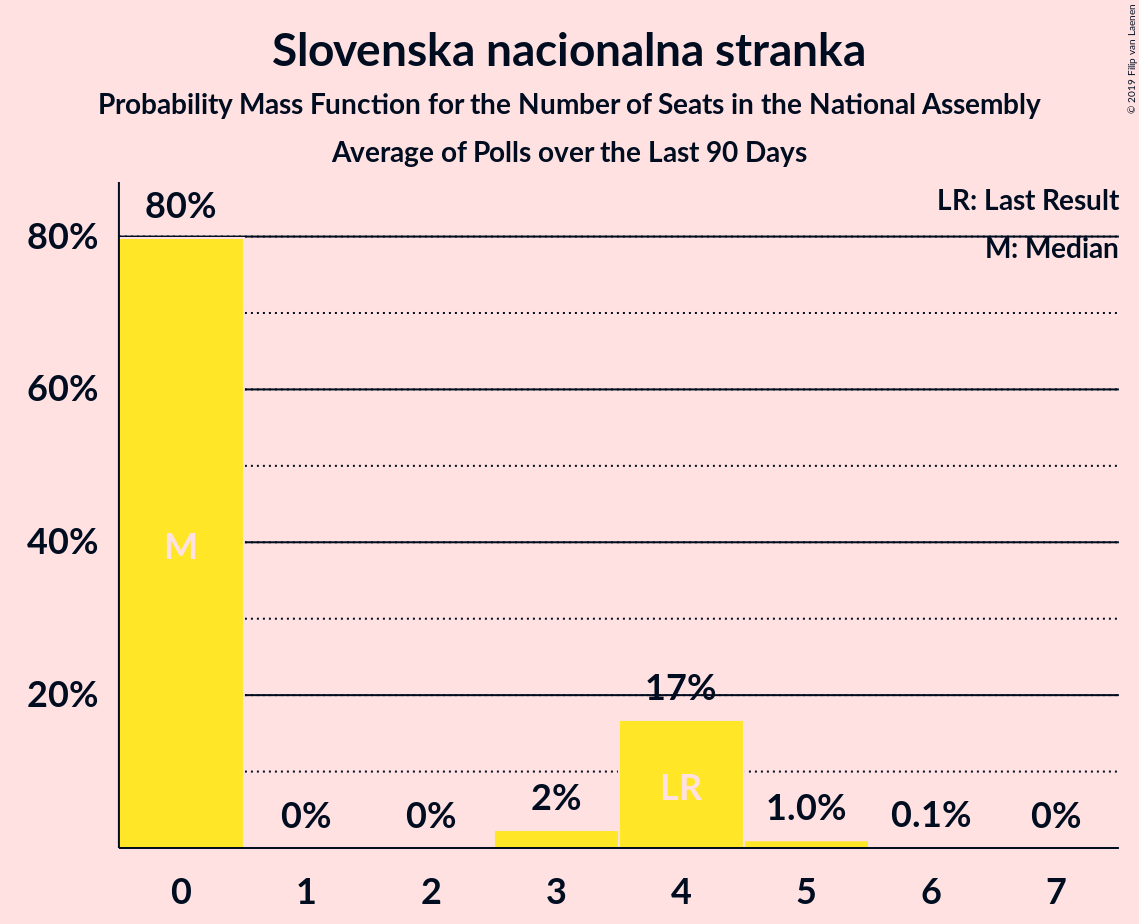 Slovenska nacionalna stranka
Probability Mass Function for the Number of Seats in the National Assembly
Average of Polls over the Last 90 Days
© 2019 Filip van Laenen
LR: Last Result
M: Median
80%
80%
60%
40%
20%
M
0%
0%
2%
17%
LR
1.0%
0.1%
0%
0 1 2 3 4 5 6 7